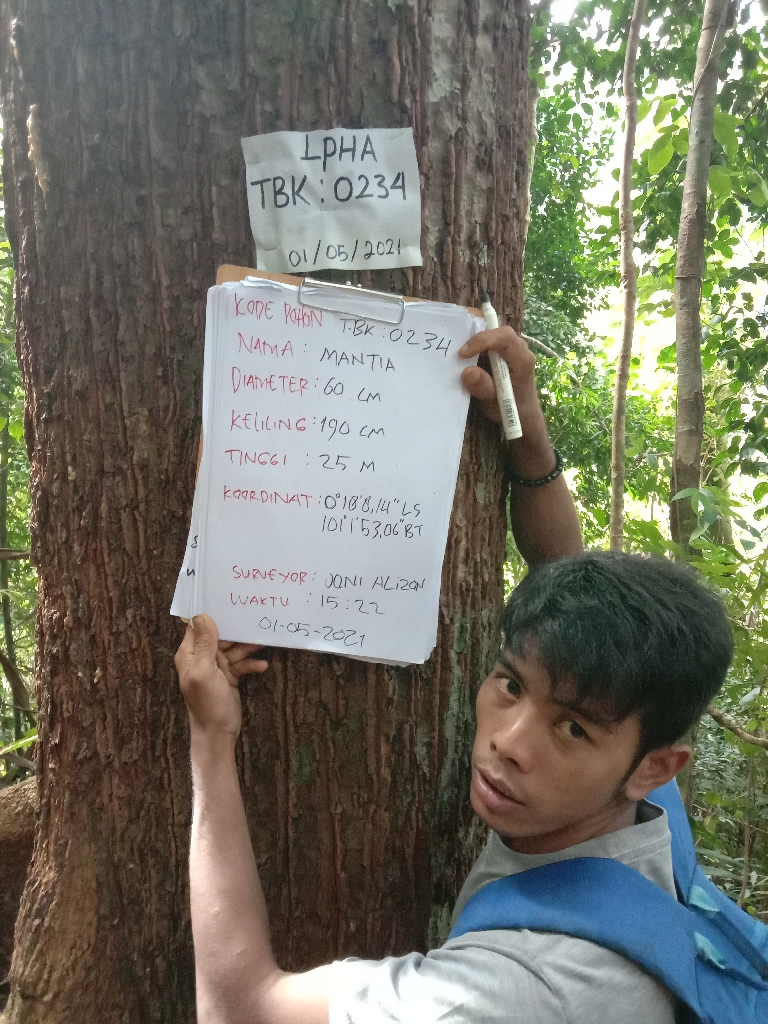 LPHA
TBK : 0234
01/05/2021
KODE POHON TBK : 0234
NAMA : MANTIA
DIAMETER : 60 CM
KELILING : 190 CM
TINGGI : 25 M
KOORDINAT : 0°18'8,14" LS
101°1'53,06" BT
SURVEYOR : JONI ALIZON
WAKTU : 15:22
01-05-2021